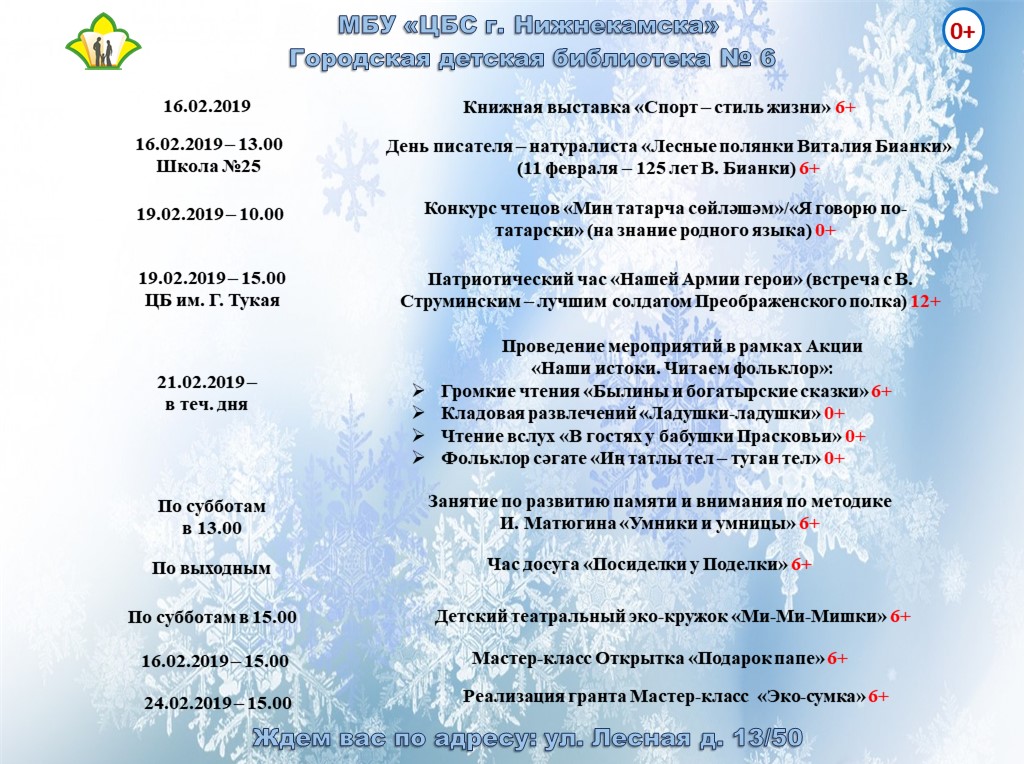 МБУ «ЦБС г. Нижнекамска»
Городская детская библиотека № 6
0+
16.02.2019
Книжная выставка «Спорт – стиль жизни» 6+
16.02.2019 – 13.00
Школа №25
День писателя – натуралиста «Лесные полянки Виталия Бианки»
(11 февраля – 125 лет В. Бианки) 6+
19.02.2019 – 10.00
Конкурс чтецов «Мин татарча сөйләшәм»/«Я говорю по-
татарски» (на знание родного языка) 0+
19.02.2019 – 15.00
ЦБ им. Г. Тукая
Патриотический час «Нашей Армии герои» (встреча с В.
Струминским – лучшим солдатом Преображенского полка) 12+
21.02.2019 –
в теч. дня
Проведение мероприятий в рамках Акции
«Наши истоки. Читаем фольклор»:
➢ Громкие чтения «Былины и богатырские сказки» 6+
➢ Кладовая развлечений «Ладушки-ладушки» 0+
➢ Чтение вслух «В гостях у бабушки Прасковьи» 0+
➢ Фольклор сәгате «Иң татлы тел – туган тел» 0+
По субботам
в 13.00
Занятие по развитию памяти и внимания по методике
И. Матюгина «Умники и умницы» 6+
По выходным
Час досуга «Посиделки у Поделки» 6+
По субботам в 15.00
Детский театральный эко-кружок «Ми-Ми-Мишки» 6+
16.02.2019 – 15.00
Мастер-класс Открытка «Подарок папе» 6+
24.02.2019 – 15.00
Реализация гранта Мастер-класс «Эко-сумка» 6+
Ждем вас по адресу: ул. Лесная д. 13/50